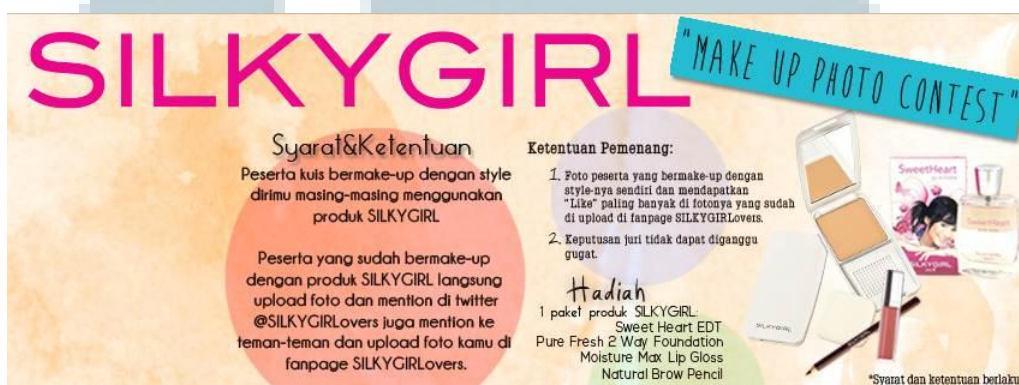 SILKYGIRL
"MAKE UP PHOTO CONTEST"
Syarat&Ketentuan
Peserta kuis bermake-up dengan style
dirimu masing-masing menggunakan
produk SILKYGIRL
Peserta yang sudah bermake-up
dengan produk SILKYGIRL langsung
upload foto dan mention di twitter
@SILKYGIRLovers juga mention ke
teman-teman dan upload foto kamu di
fanpage SILKYGIRLovers.
Ketentuan Pemenang:
1. Foto peserta yang bermake-up dengan
style-nya sendiri dan mendapatkan
"Like" paling banyak di fotonya yang sudah
di upload di fanpage SILKYGIRLovers.
2. Keputusan juri tidak dapat diganggu
gugat.
Hadiah
1 paket produk SILKYGIRL:
Sweet Heart EDT
Pure Fresh 2 Way Foundation
Moisture Max Lip Gloss
Natural Brow Pencil
SweetHeart
SILKYGIRL
SweetHeart
SILKYGIRL
*Syarat dan ketentuan berlaku